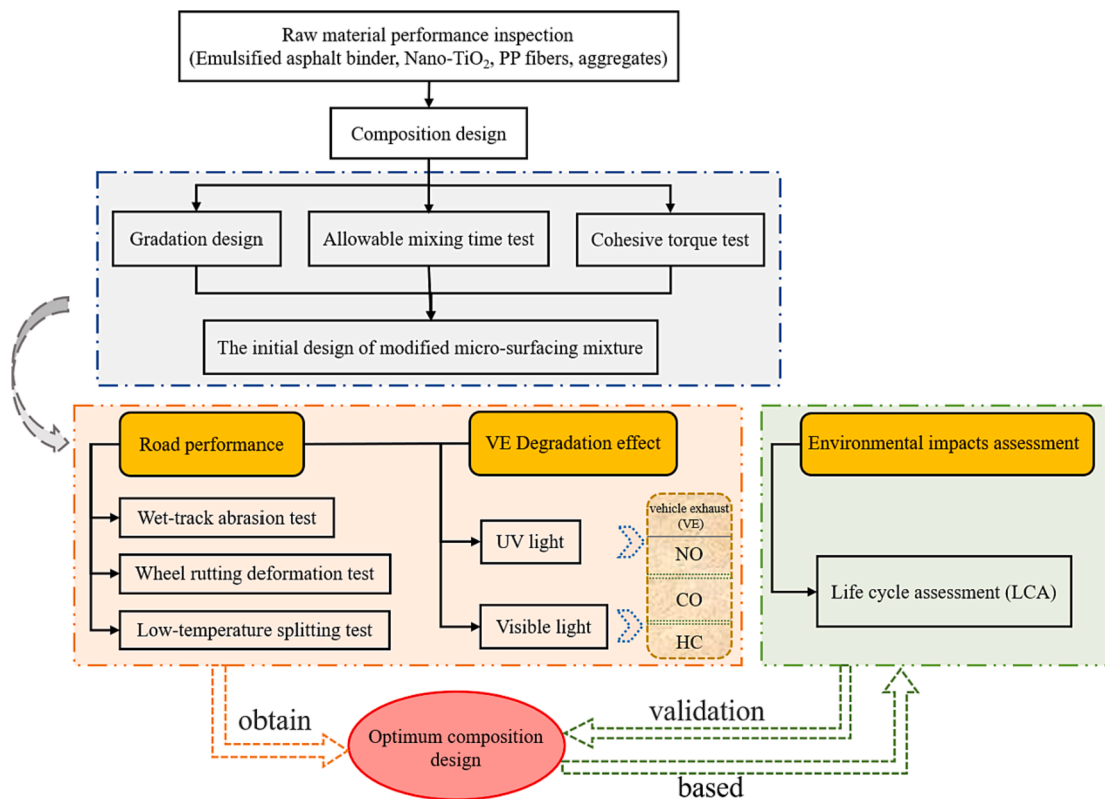 Raw material performance inspection
(Emulsified asphalt binder, Nano-TiO₂, PP fibers, aggregates)
Composition design
Gradation design
Allowable mixing time test
Cohesive torque test
The initial design of modified micro-surfacing mixture
Road performance
VE Degradation effect
Environmental impacts assessment
Wet-track abrasion test
Wheel rutting deformation test
Low-temperature splitting test
UV light
Visible light
vehicle exhaust
(VE)
NO
CO
HC
Life cycle assessment (LCA)
obtain
Optimum composition
design
validation
based